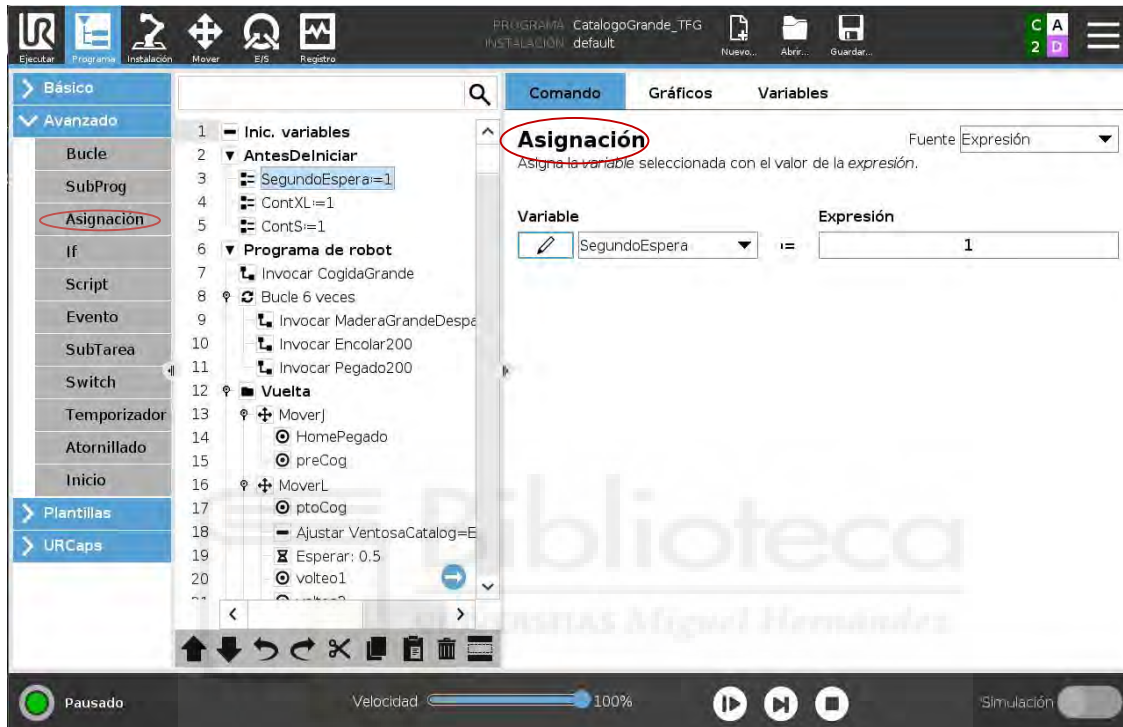 PROGRAMA CatalogoGrande_TFG
INSTALACIÓN default
Ejecutar Programa Instalación Mover E/S Registro
Nuevo... Abrir... Guardar...
C A
2 D
Básico
Avanzado
Bucle
SubProg
Asignación
If
Script
Evento
SubTarea
Switch
Temporizador
Atornillado
Inicio
Plantillas
URCaps
1 Inic. variables
2 AntesDeIniciar
3 SegundoEspera:=1
4 ContXL:=1
5 ContS:=1
6 Programa de robot
7 Invocar CogidaGrande
8 Bucle 6 veces
9 Invocar MaderaGrandeDespa
10 Invocar Encolar200
11 Invocar Pegado200
12 Vuelta
13 MoverJ
14 HomePegado
15 preCog
16 MoverL
17 ptoCog
18 Ajustar VentosaCatalog=E
19 Esperar: 0.5
20 volteo1
Comando Gráficos Variables
Asignación
Fuente Expresión
Asigna la variable seleccionada con el valor de la expresión.
Variable Expresión
SegundoEspera := 1
Biblioteca
UNIVERSITAS Miguel Hernández
Pausado
Velocidad 100%
Simulación